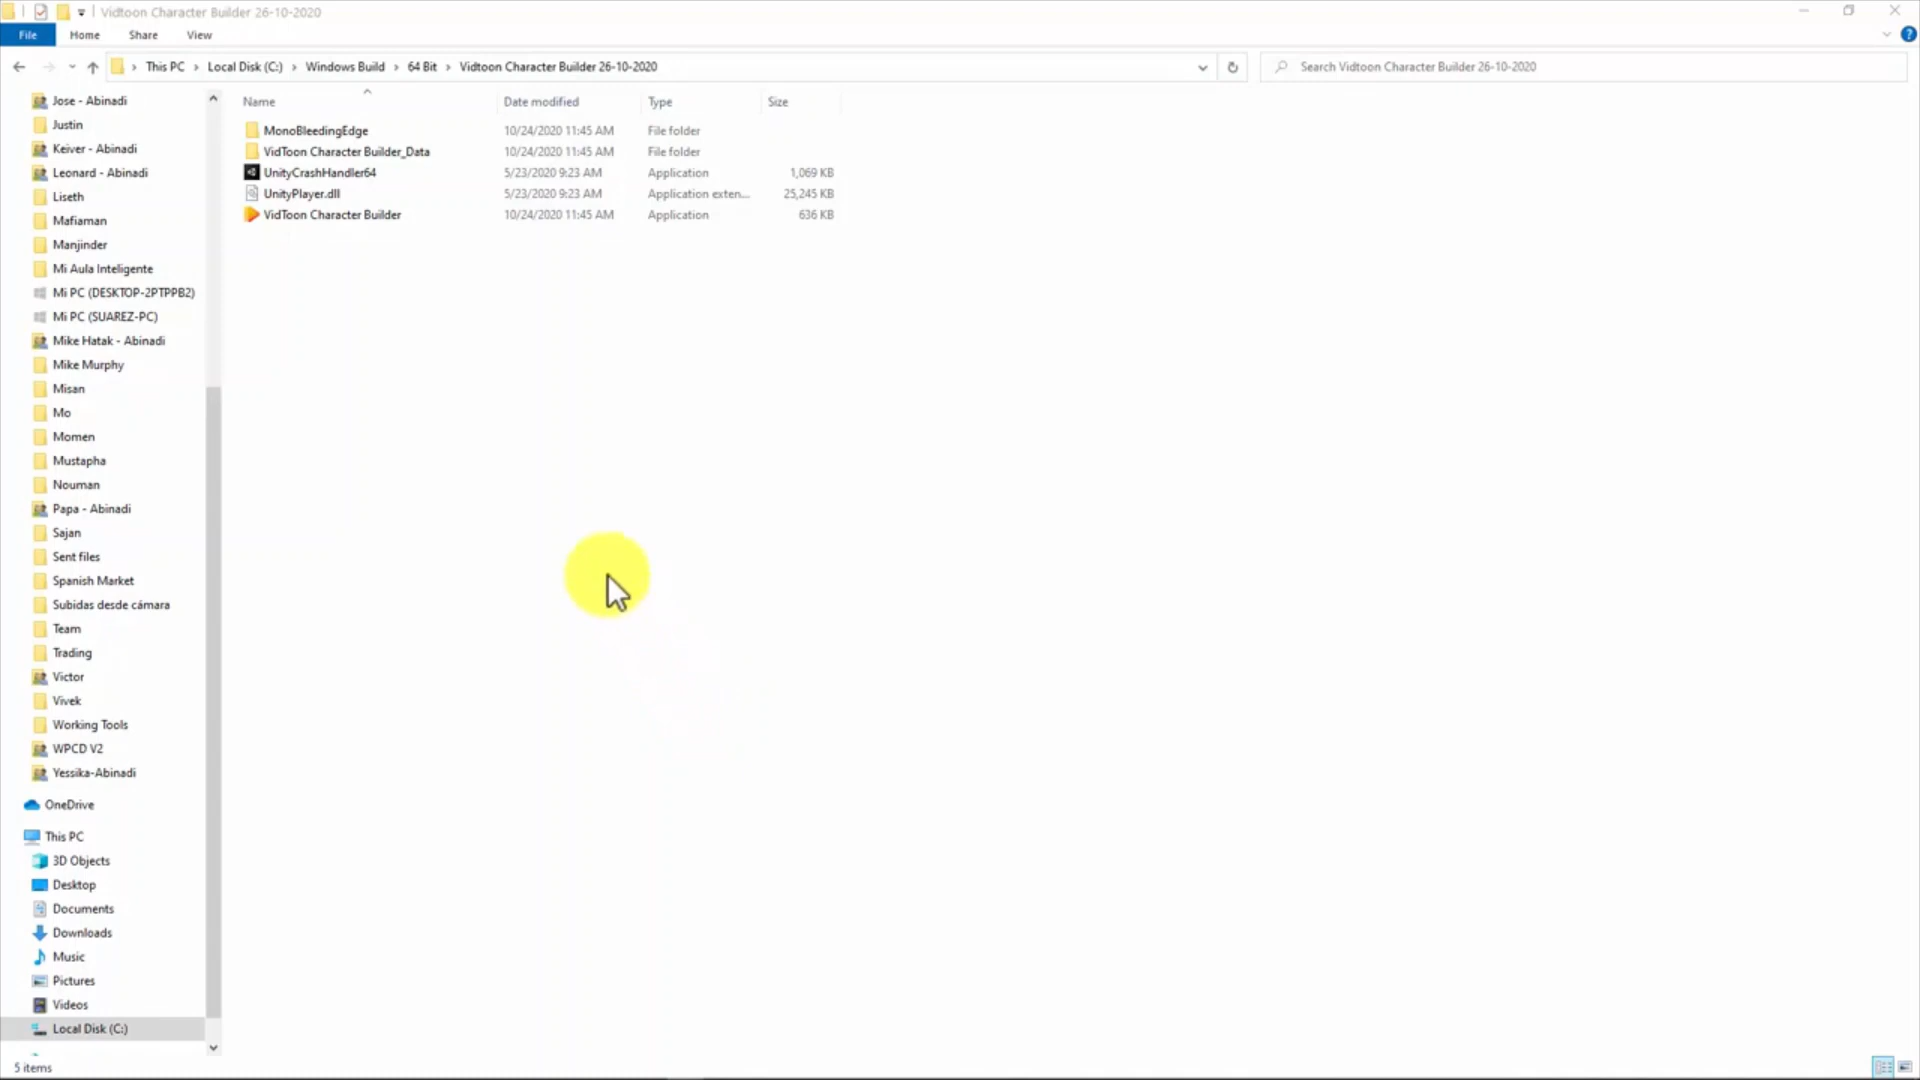 Vidtoon Character Builder 26-10-2020
File Home Share View
This PC Local Disk (C:) Windows Build 64 Bit Vidtoon Character Builder 26-10-2020 Search Vidtoon Character Builder 26-10-2020
Name Date modified Type Size
MonoBleedingEdge 10/24/2020 11:45 AM File folder
VidToon Character Builder_Data 10/24/2020 11:45 AM File folder
UnityCrashHandler64 5/23/2020 9:23 AM Application 1,069 KB
UnityPlayer.dll 5/23/2020 9:23 AM Application exten... 25,245 KB
VidToon Character Builder 10/24/2020 11:45 AM Application 636 KB
Jose - Abinadi
Justin
Keiver - Abinadi
Leonard - Abinadi
Liseth
Mafiaman
Manjinder
Mi Aula Inteligente
Mi PC (DESKTOP-2PTPPB2)
Mi PC (SUAREZ-PC)
Mike Hatak - Abinadi
Mike Murphy
Misan
Mo
Momen
Mustapha
Nouman
Papa - Abinadi
Sajan
Sent files
Spanish Market
Subidas desde cámara
Team
Trading
Victor
Vivek
Working Tools
WPCD V2
Yessika-Abinadi
OneDrive
This PC
3D Objects
Desktop
Documents
Downloads
Music
Pictures
Videos
Local Disk (C:)
5 items